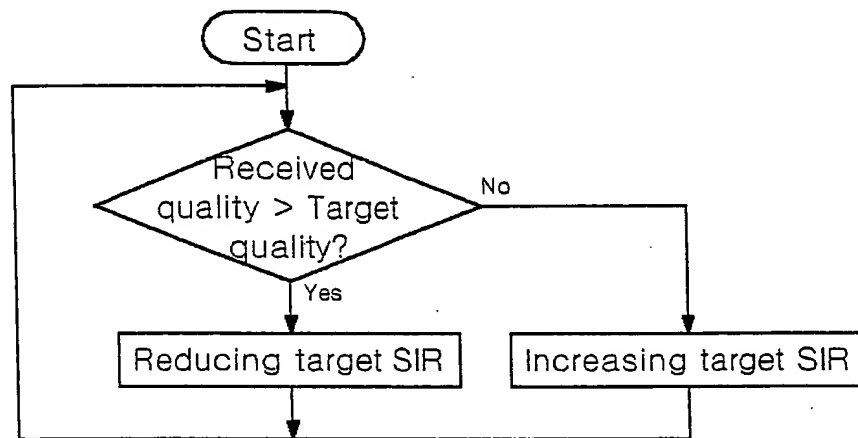 Start
Received
quality > Target
quality?
No
Yes
Reducing target SIR
Increasing target SIR